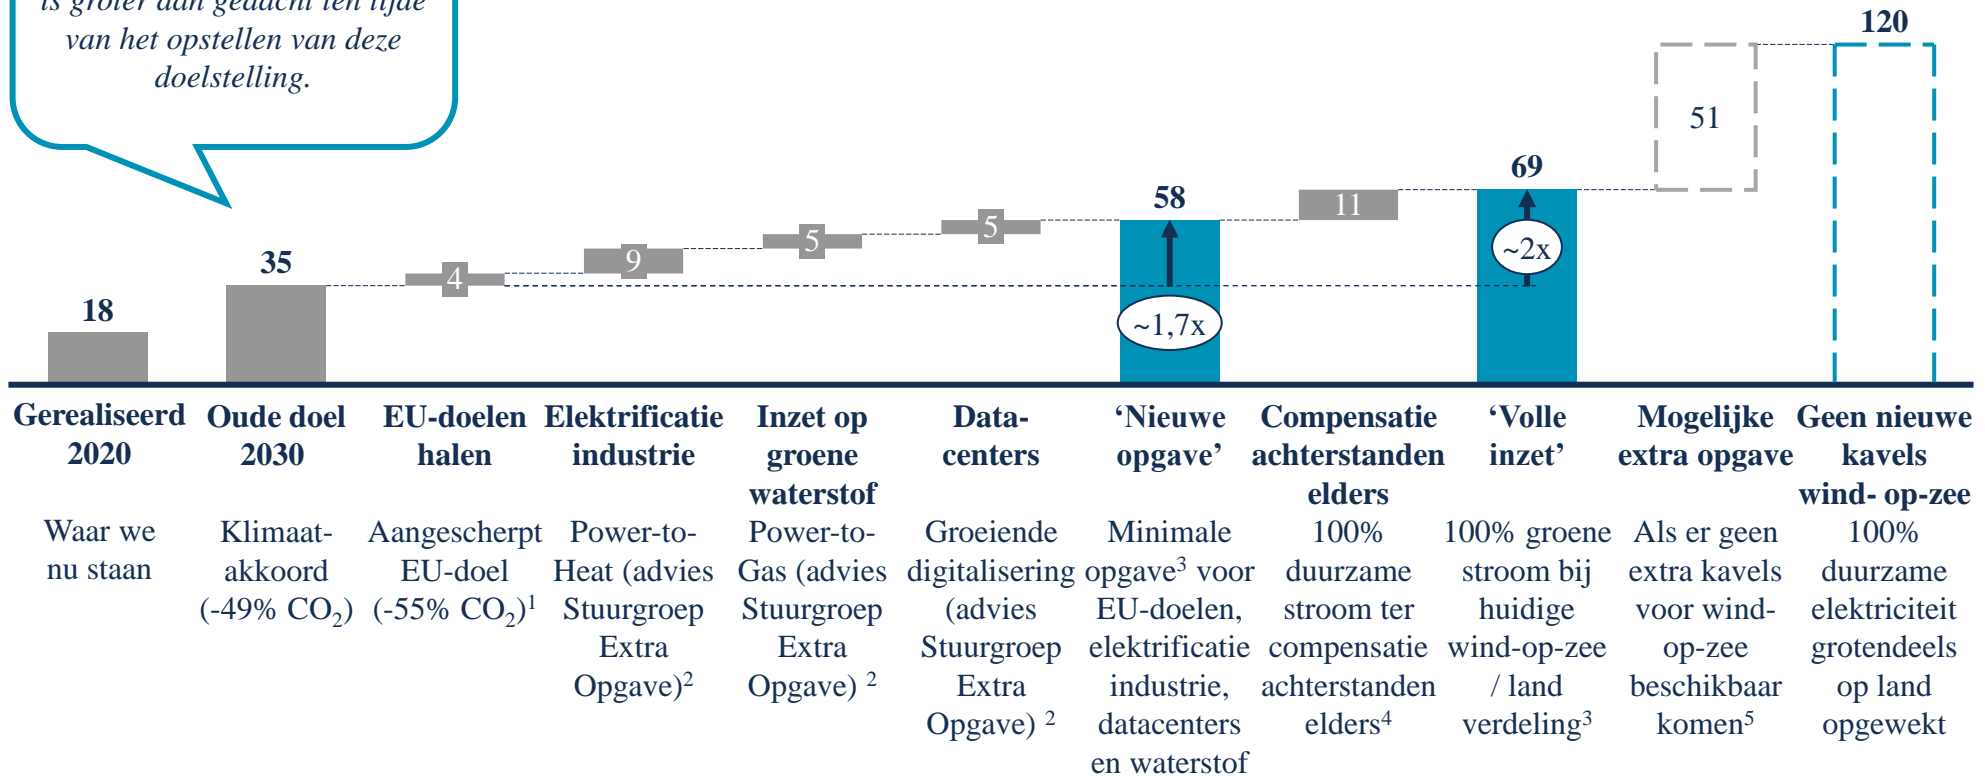 is groter dan gedacht ten tijde
van het opstellen van deze
doelstelling.
120
51
69
58
11
~2x
5
5
35
9
4
~1,7x
18
Gerealiseerd
2020
Waar we
nu staan
Oude doel
2030
Klimaat-
akkoord
(-49% CO₂)
EU-doelen
halen
Aangescherpt
EU-doel
(-55% CO₂)¹
Elektrificatie
industrie
Power-to-
Heat (advies
Stuurgroep
Extra
Opgave)²
Inzet op
groene
waterstof
Power-to-
Gas (advies
Stuurgroep
Extra
Opgave) ²
Data-
centers
Groeiende
digitalisering
(advies
Stuurgroep
Extra
Opgave) ²
‘Nieuwe
opgave’
Minimale
opgave³ voor
EU-doelen,
elektrificatie
industrie,
datacenters
en waterstof
Compensatie
achterstanden
elders
100%
duurzame
stroom ter
compensatie
achterstanden
elders⁴
‘Volle
inzet’
100% groene
stroom bij
huidige
wind-op-zee
/ land
verdeling³
Mogelijke
extra opgave
Als er geen
extra kavels
voor wind-
op-zee
beschikbaar
komen⁵
Geen nieuwe
kavels
wind- op-zee
100%
duurzame
elektriciteit
grotendeels
op land
opgewekt